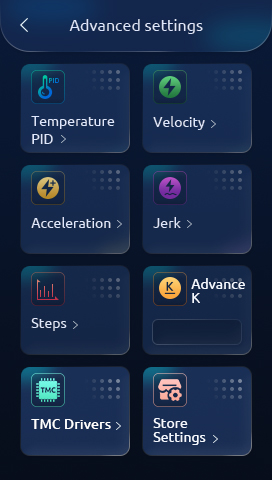 Advanced settings
PID
Temperature
PID
Velocity
Acceleration
Jerk
Steps
K
Advance
K
TMC
TMC Drivers
Store
Settings